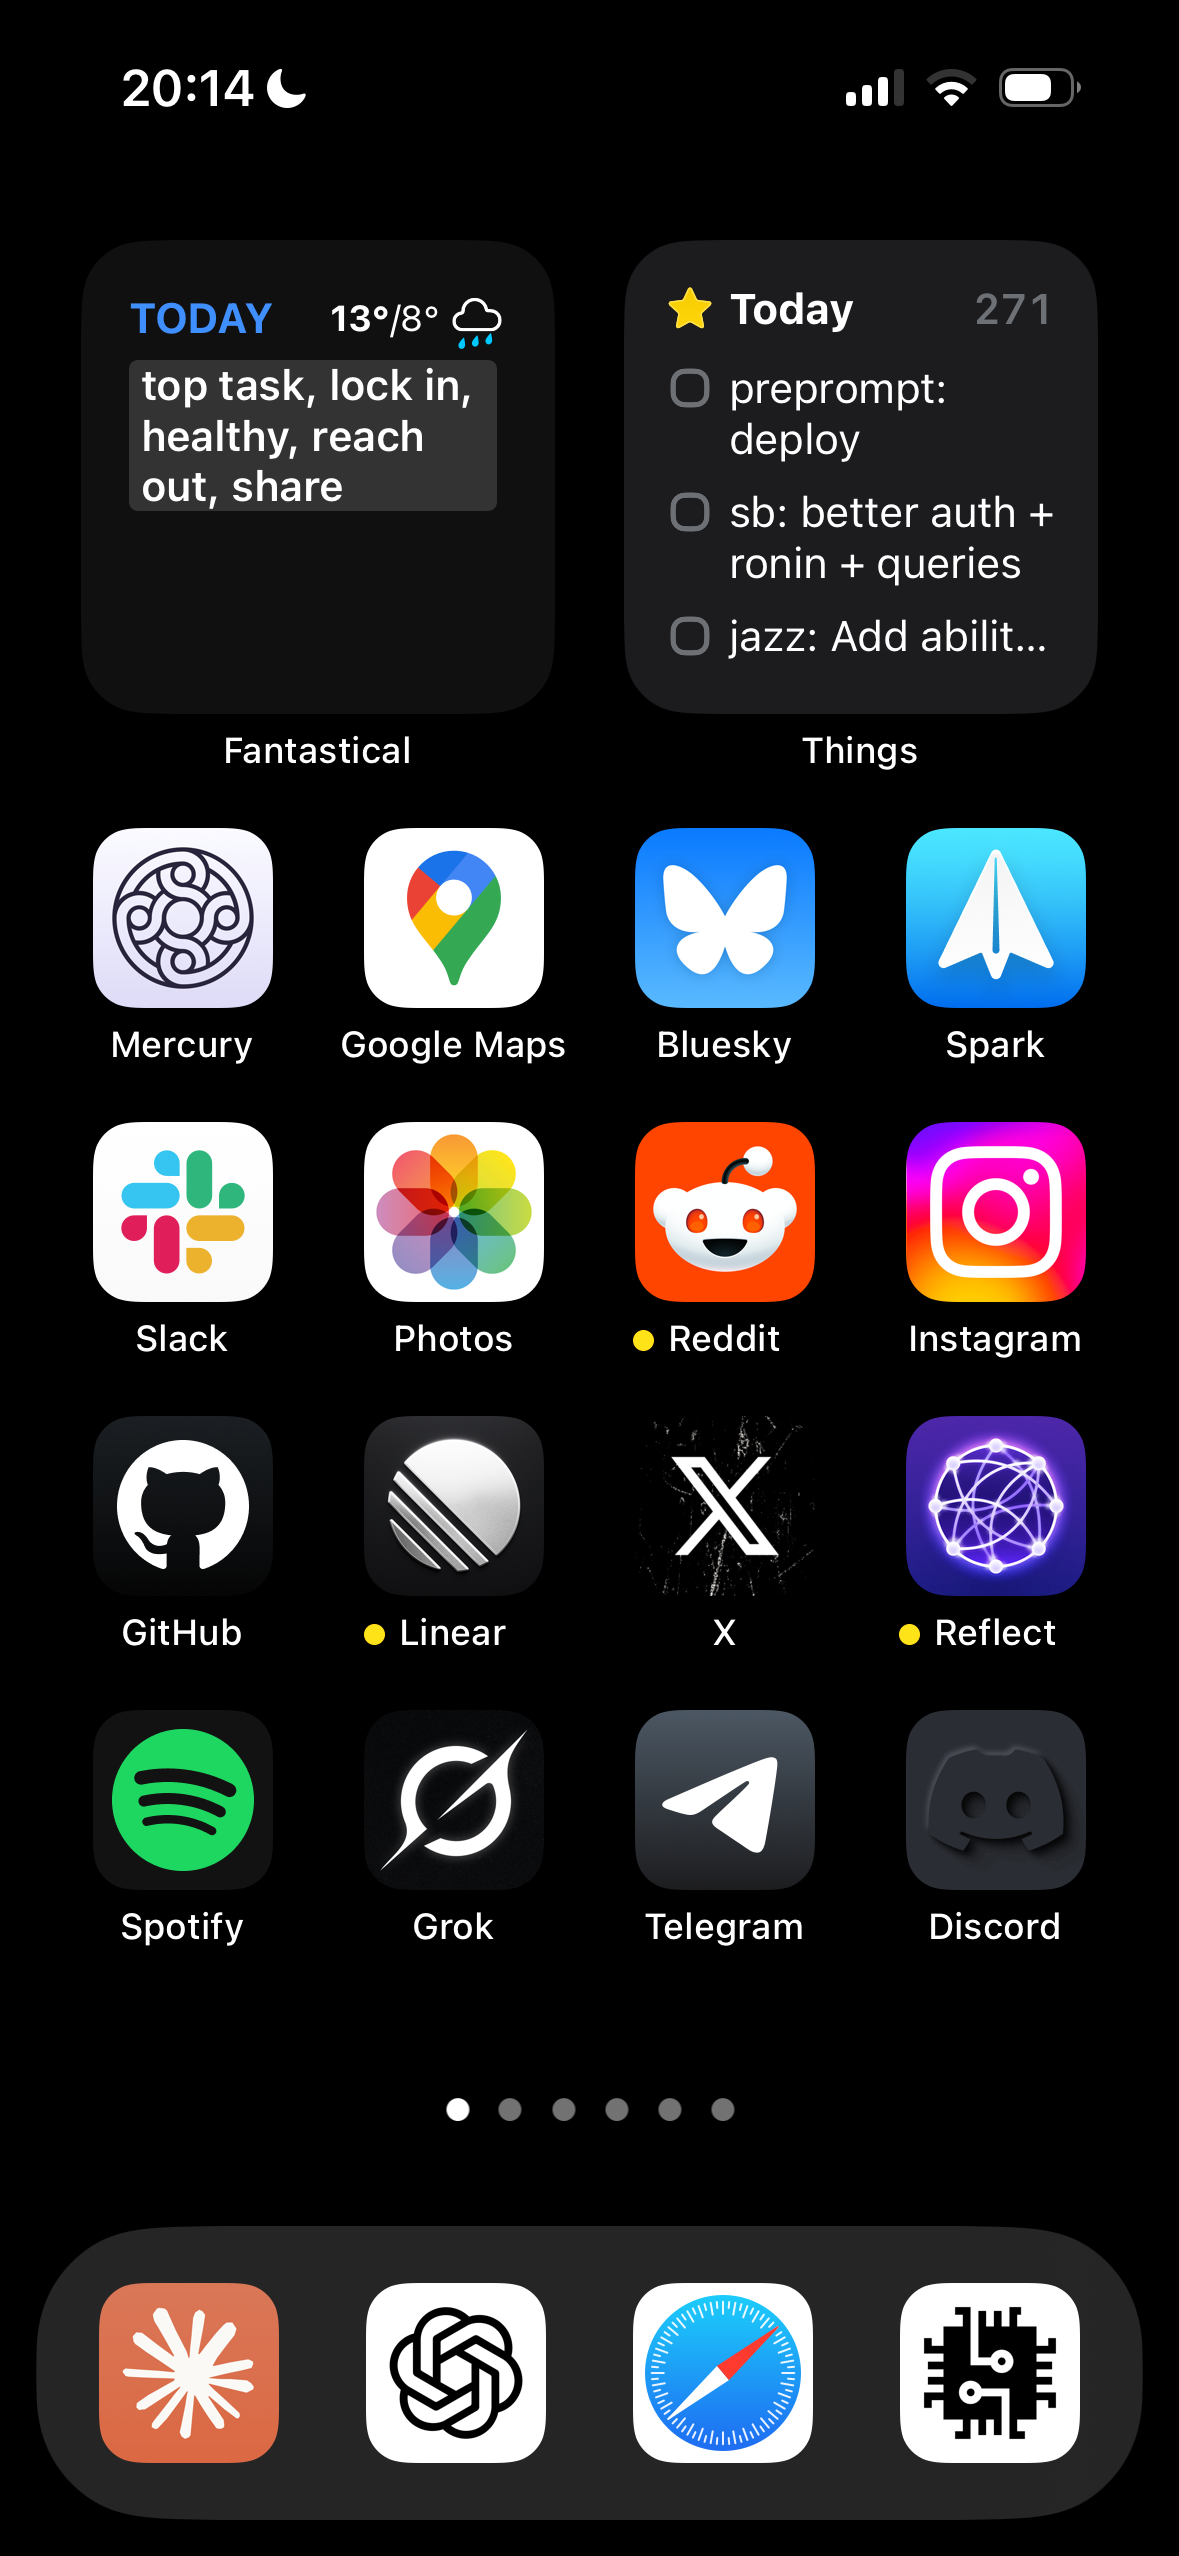 20:14
TODAY 13°/8°
top task, lock in,
healthy, reach
out, share
Fantastical
Today 271
preprompt:
deploy
sb: better auth +
ronin + queries
jazz: Add abilit...
Things
Mercury Google Maps Bluesky Spark
Slack Photos Reddit Instagram
GitHub Linear X Reflect
Spotify Grok Telegram Discord